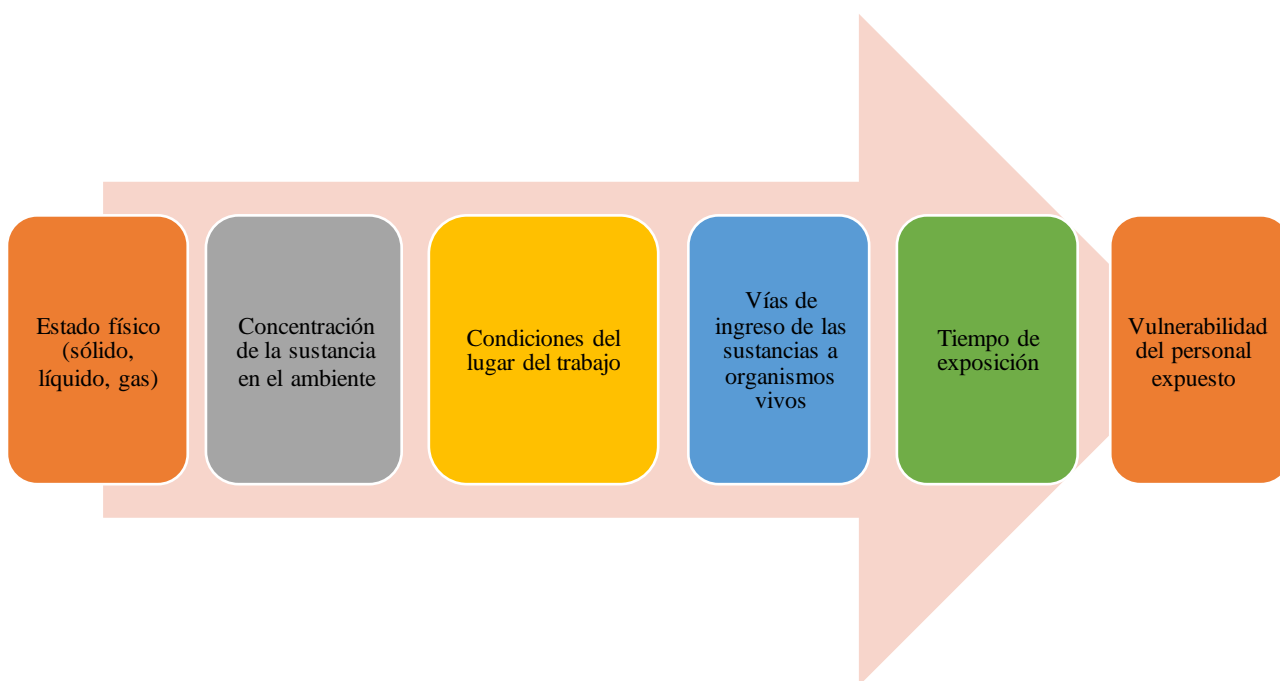 Estado físico
(sólido,
líquido, gas)
Concentración
de la sustancia
en el ambiente
Condiciones del
lugar del trabajo
Vías de
ingreso de las
sustancias a
organismos
vivos
Tiempo de
exposición
Vulnerabilidad
del personal
expuesto